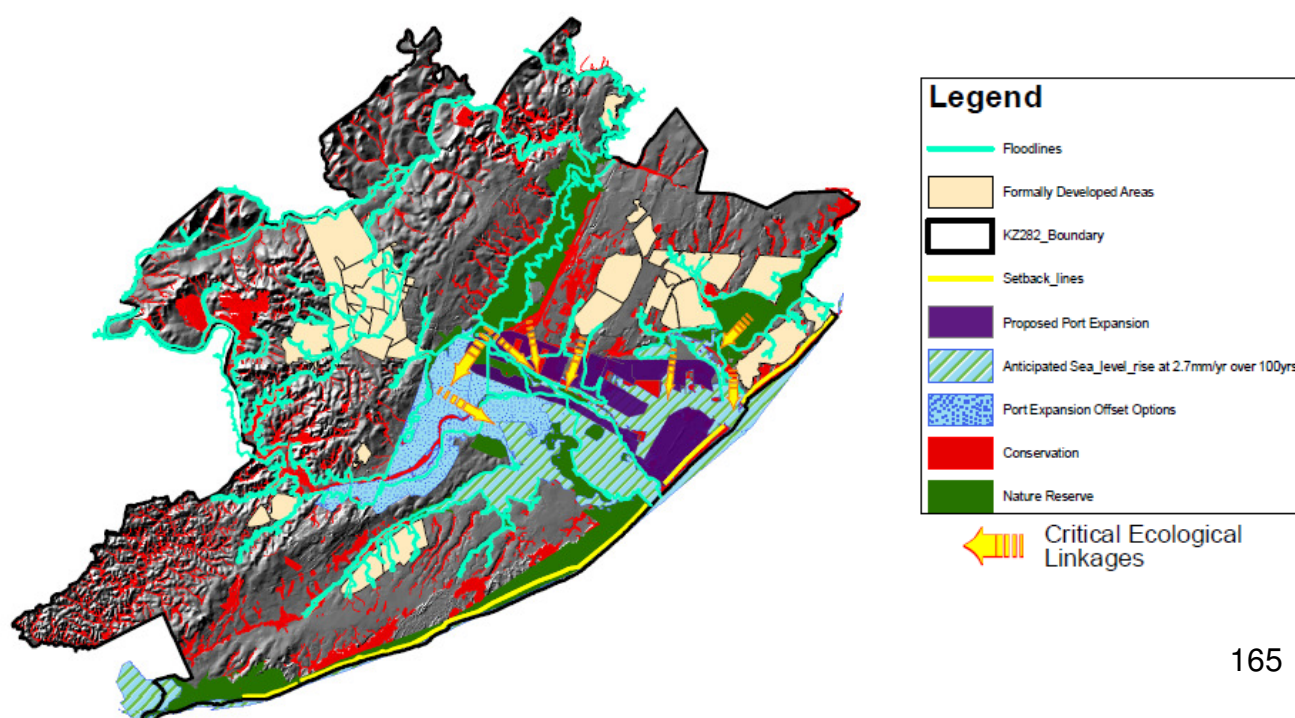 Legend
Floodlines
Formally Developed Areas
KZ282_Boundary
Setback_lines
Proposed Port Expansion
Anticipated Sea_level_rise at 2.7mm/yr over 100yrs
Port Expansion Offset Options
Conservation
Nature Reserve
Critical Ecological
Linkages
165